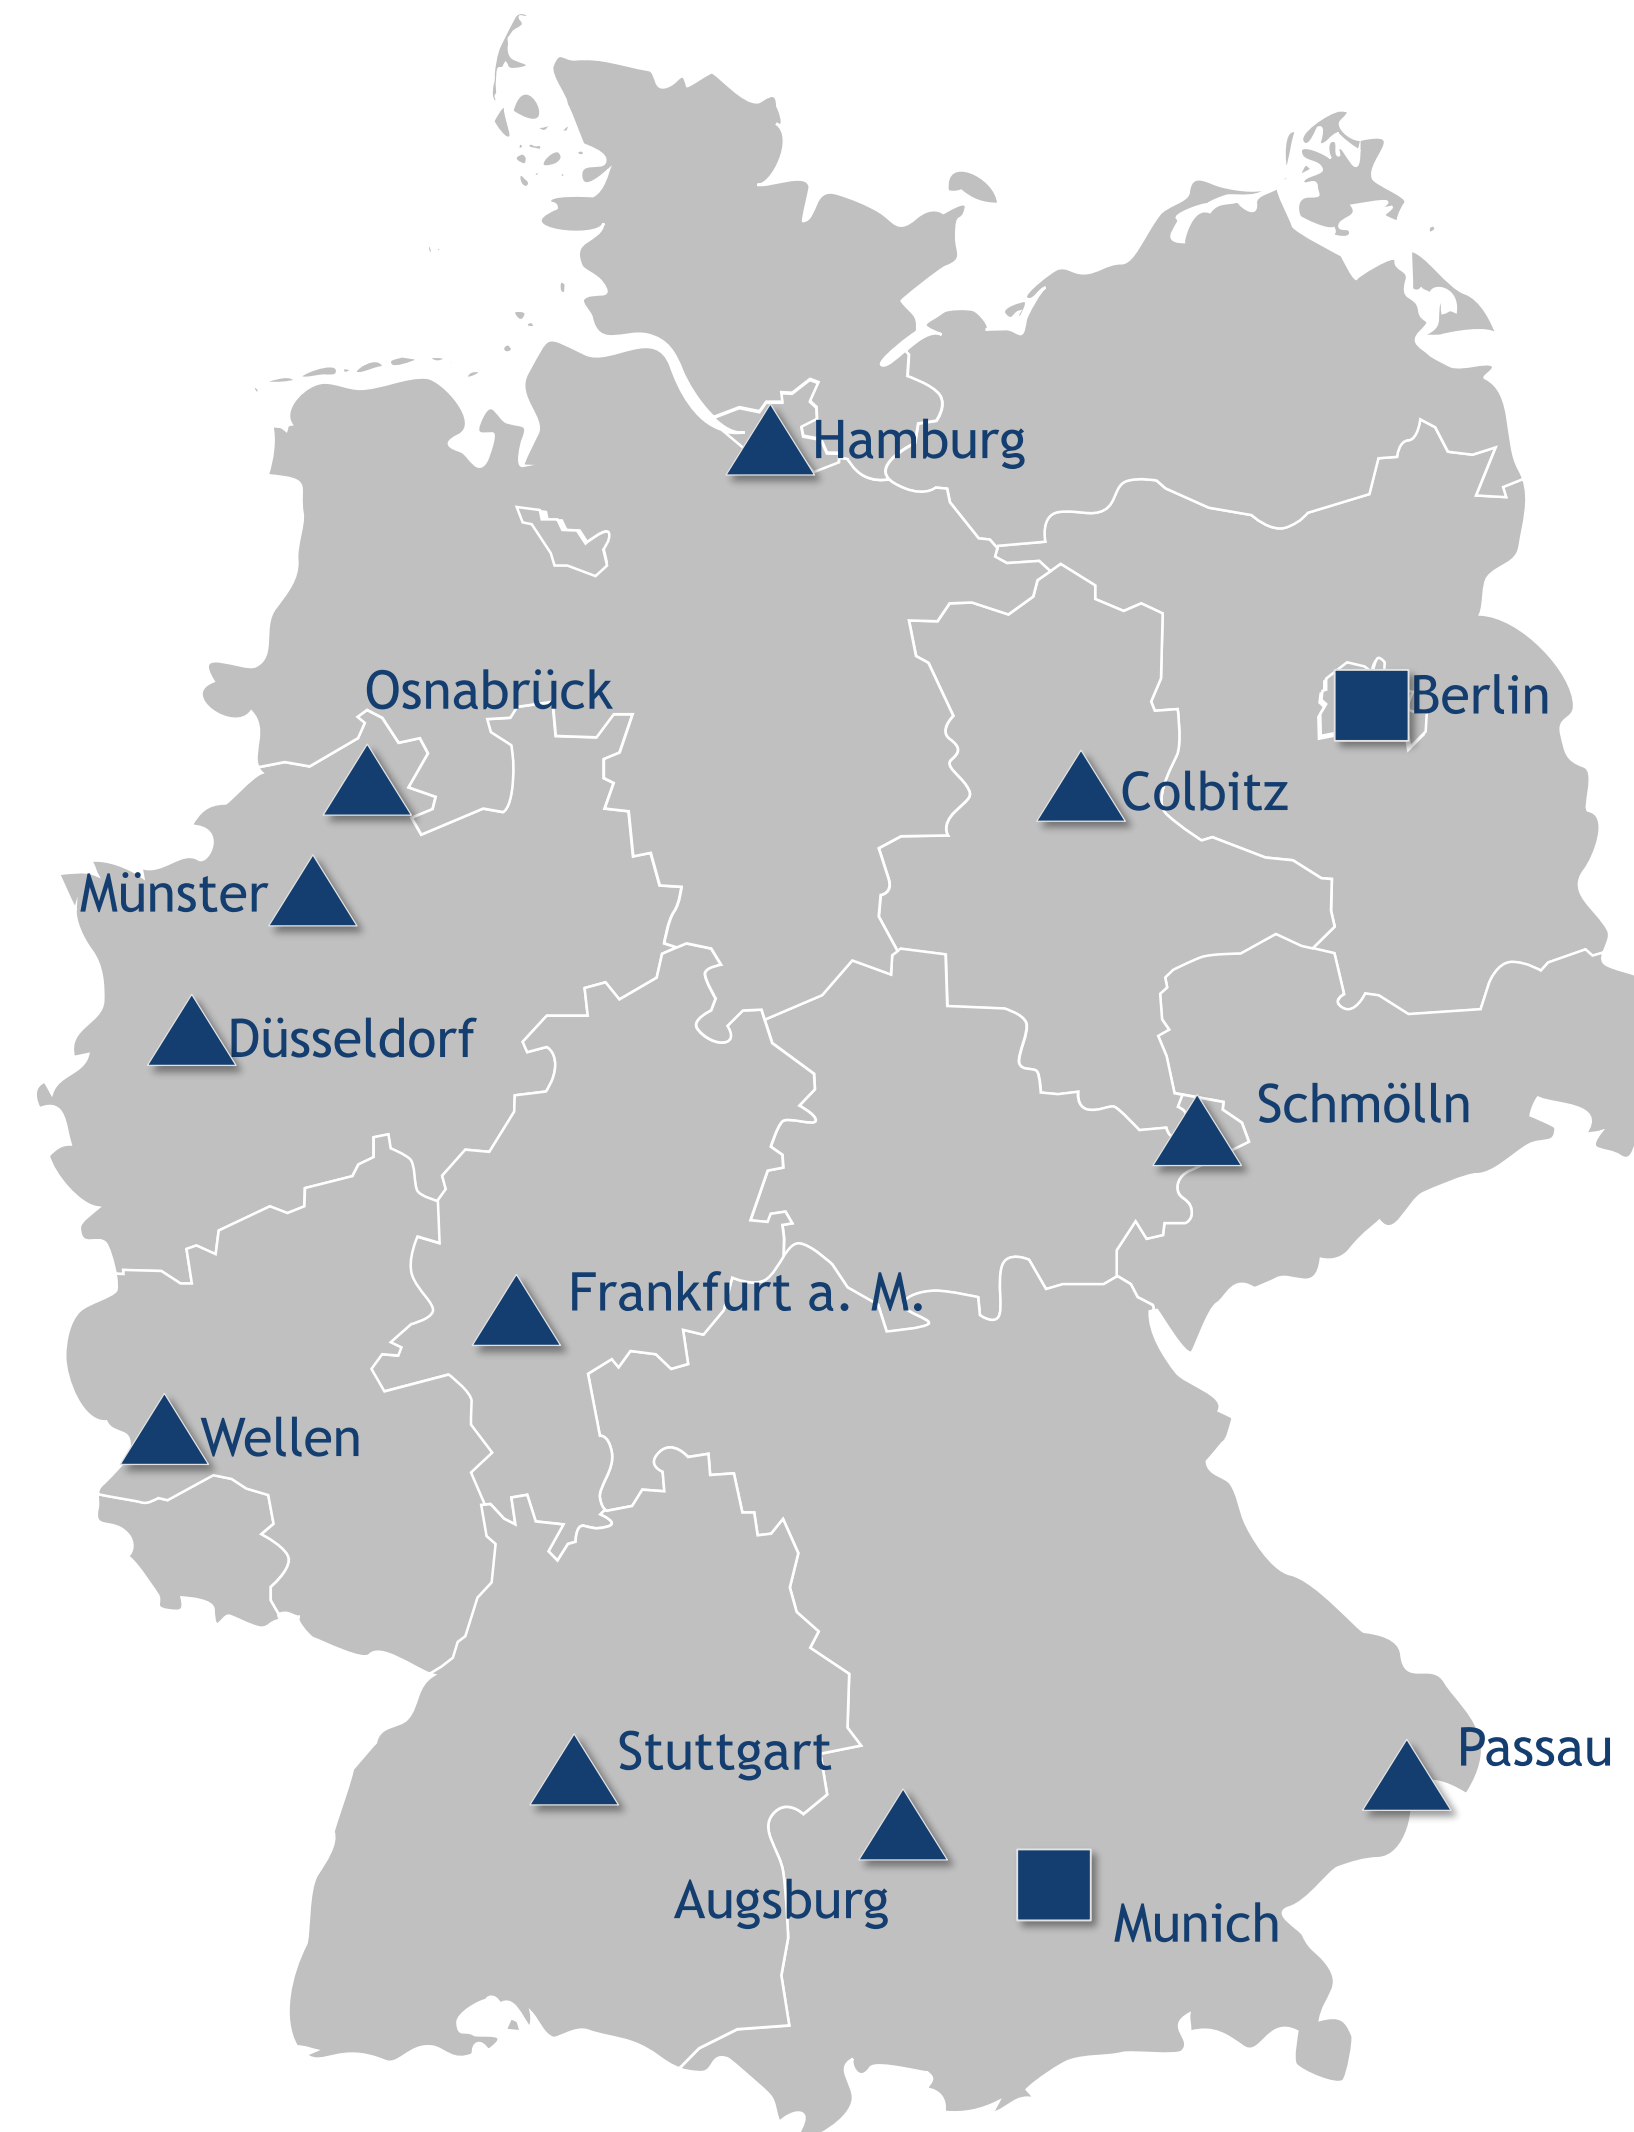 Hamburg
Osnabrück
Berlin
Colbitz
Münster
Düsseldorf
Schmölln
Frankfurt a. M.
Wellen
Stuttgart
Passau
Augsburg
Munich